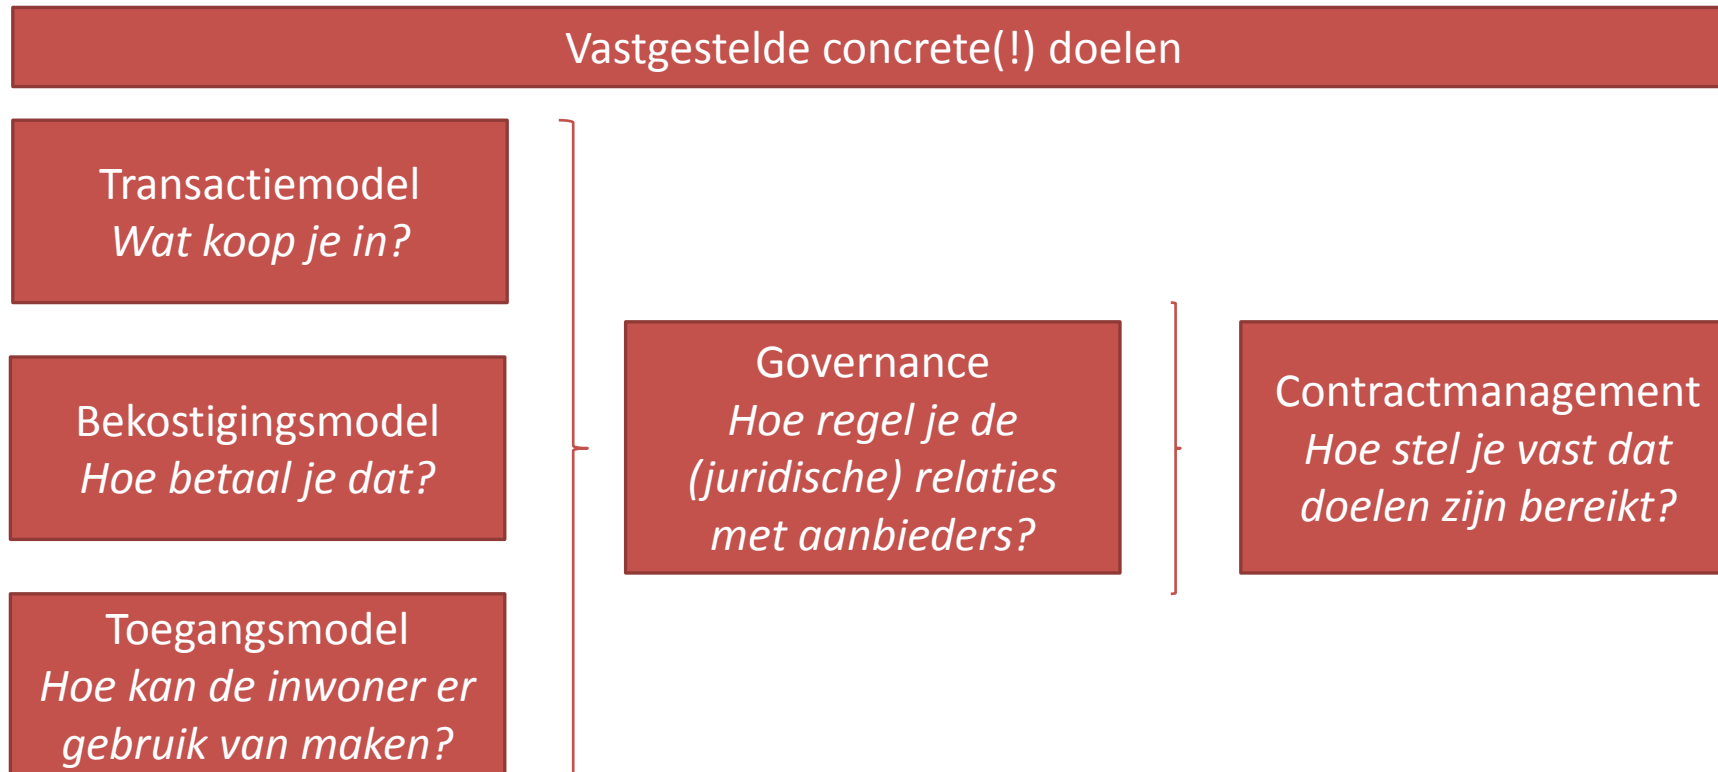 Vastgestelde concrete(!) doelen
Transactiemodel
Wat koop je in?
Bekostigingsmodel
Hoe betaal je dat?
Toegangsmodel
Hoe kan de inwoner er
gebruik van maken?
Governance
Hoe regel je de
(juridische) relaties
met aanbieders?
Contractmanagement
Hoe stel je vast dat
doelen zijn bereikt?